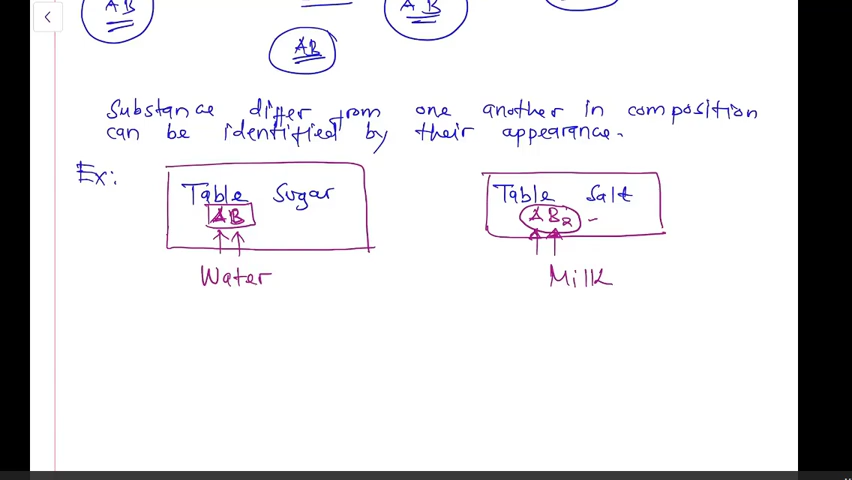 AB AB
AB
Substance differ from one another in composition
can be identified by their appearance.
Ex: Table Sugar Table Salt
AB AB2
Water Milk